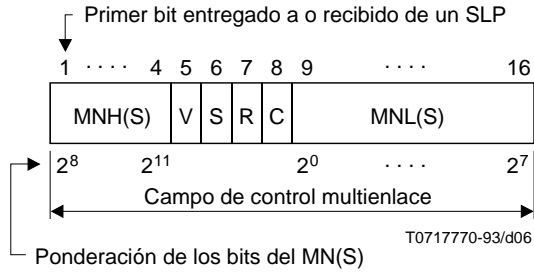 Primer bit entregado a o recibido de un SLP
1 · · · · 4 5 6 7 8 9 · · · · 16
MNH(S) V S R C MNL(S)
2⁸ 2¹¹ 2⁰ · · · · 2⁷
Campo de control multienlace
T0717770-93/d06
Ponderación de los bits del MN(S)